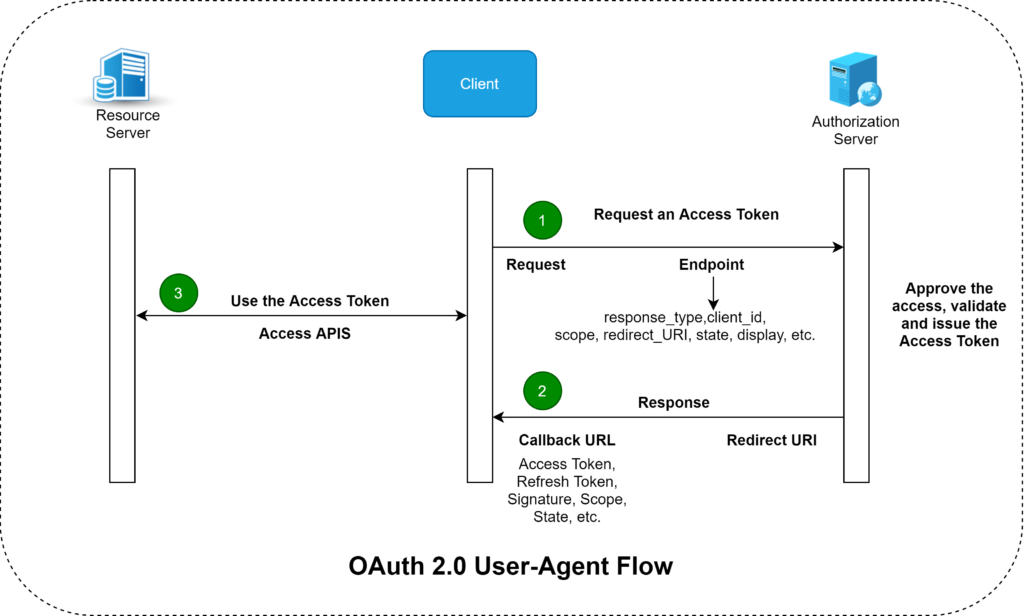 Resource
Server
Client
Authorization
Server
1
Request an Access Token
Request
Endpoint
response_type,client_id,
scope, redirect_URI, state, display, etc.
3
Use the Access Token
Access APIS
Approve the
access, validate
and issue the
Access Token
2
Response
Callback URL
Redirect URI
Access Token,
Refresh Token,
Signature, Scope,
State, etc.
OAuth 2.0 User-Agent Flow